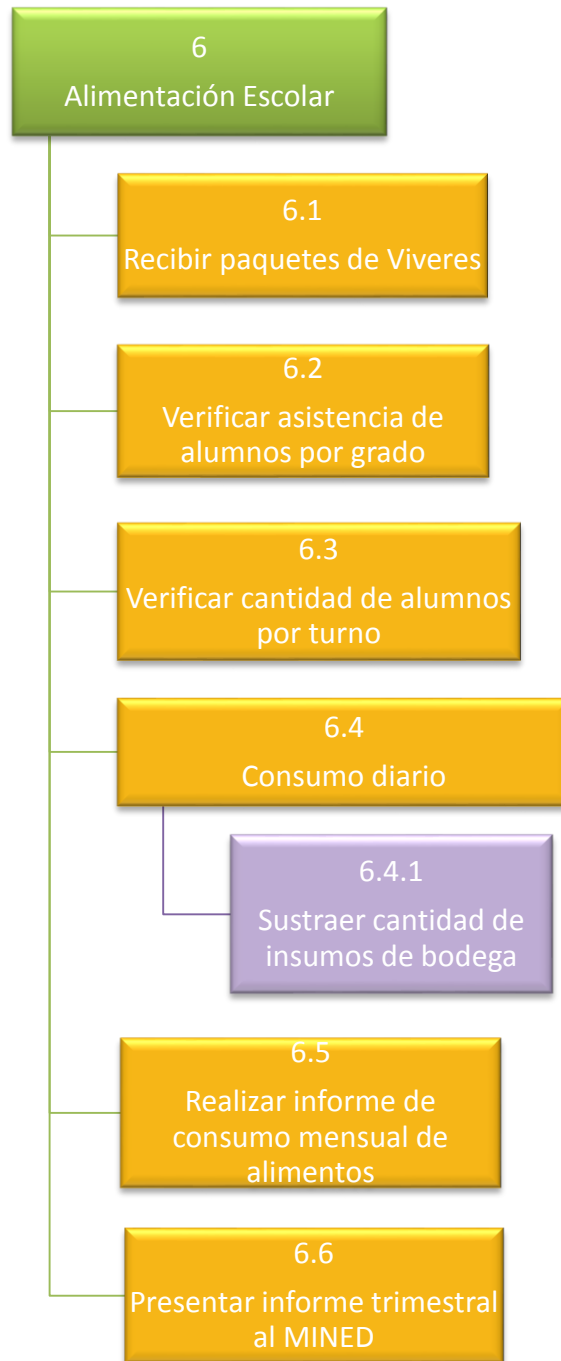 6
Alimentación Escolar
6.1
Recibir paquetes de Viveres
6.2
Verificar asistencia de
alumnos por grado
6.3
Verificar cantidad de alumnos
por turno
6.4
Consumo diario
6.4.1
Sustraer cantidad de
insumos de bodega
6.5
Realizar informe de
consumo mensual de
alimentos
6.6
Presentar informe trimestral
al MINED